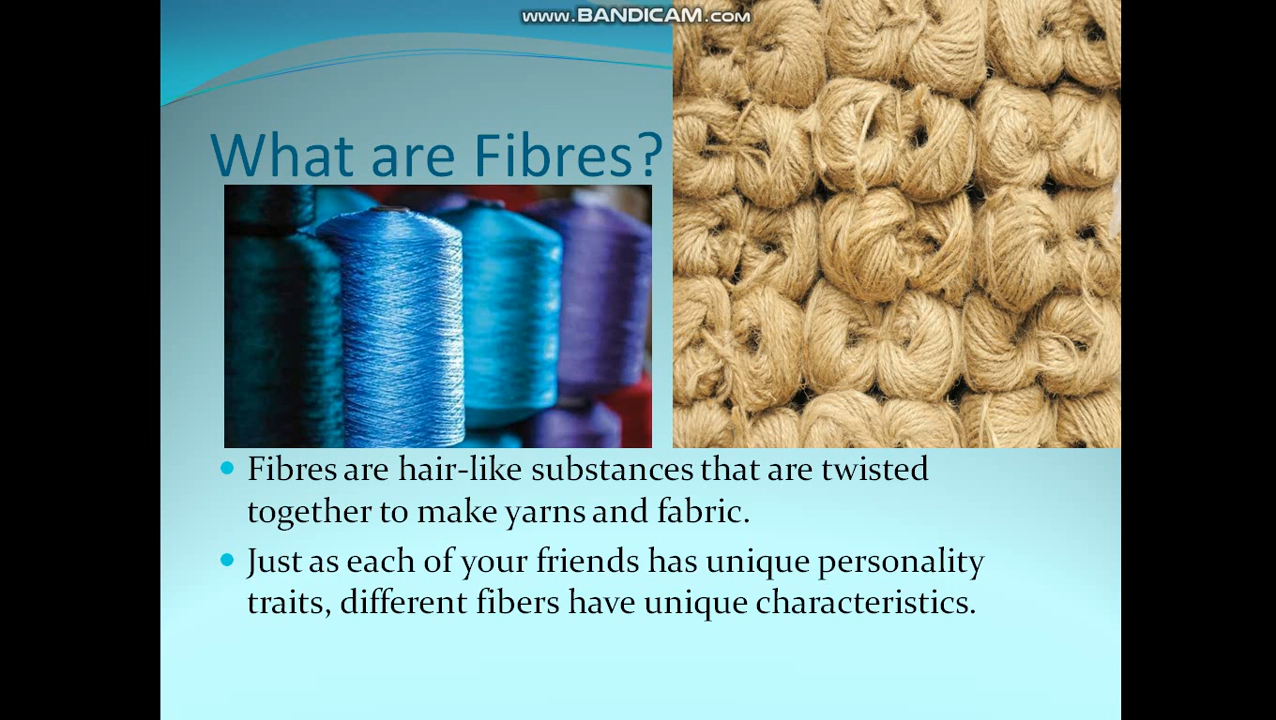 www.BANDICAM.com
What are Fibres?
Fibres are hair-like substances that are twisted
together to make yarns and fabric.
Just as each of your friends has unique personality
traits, different fibers have unique characteristics.